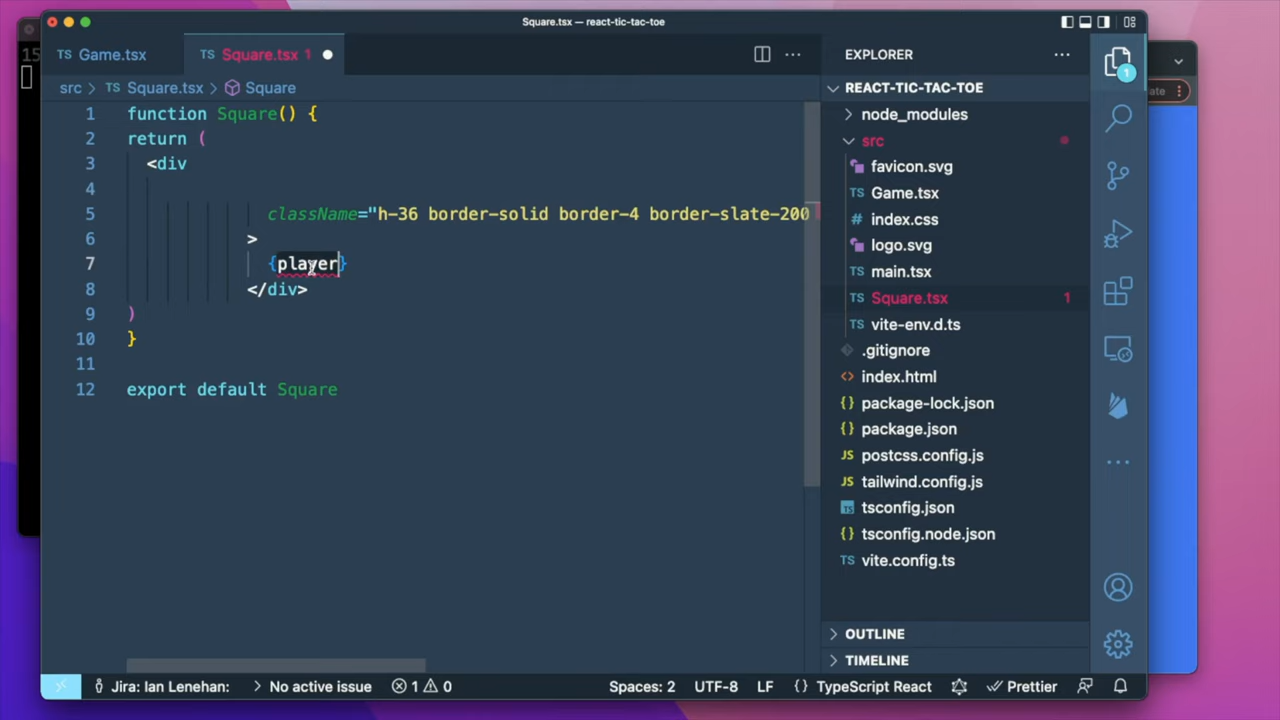 Square.tsx — react-tic-tac-toe
15
TS Game.tsx
TS Square.tsx 1
EXPLORER
src > TS Square.tsx > Square
REACT-TIC-TAC-TOE
1 function Square() {
2 return (
3 <div
4
5 className="h-36 border-solid border-4 border-slate-200
6 >
7 {player}
8 </div>
9 )
10 }
11
12 export default Square
node_modules
src
favicon.svg
TS Game.tsx
# index.css
logo.svg
TS main.tsx
TS Square.tsx 1
TS vite-env.d.ts
.gitignore
<> index.html
{} package-lock.json
{} package.json
JS postcss.config.js
JS tailwind.config.js
TS tsconfig.json
{} tsconfig.node.json
TS vite.config.ts
OUTLINE
TIMELINE
1
ate
Jira: Ian Lenehan: > No active issue 1 0 Spaces: 2 UTF-8 LF {} TypeScript React Prettier